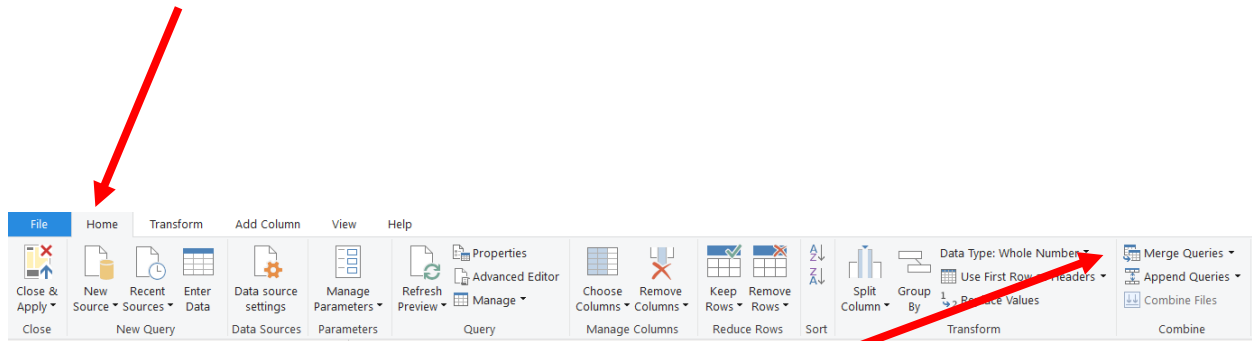 File Home Transform Add Column View Help
Close & Apply
New Source
Recent Sources
Enter Data
Data source settings
Manage Parameters
Refresh Preview
Properties
Advanced Editor
Manage
Choose Columns
Remove Columns
Keep Rows
Remove Rows
A
Z
Z
A
Split Column
Group By
Data Type: Whole Number
Use First Row Headers
1
2
Values
Merge Queries
Append Queries
Combine Files
Close New Query Data Sources Parameters Query Manage Columns Reduce Rows Sort Transform Combine